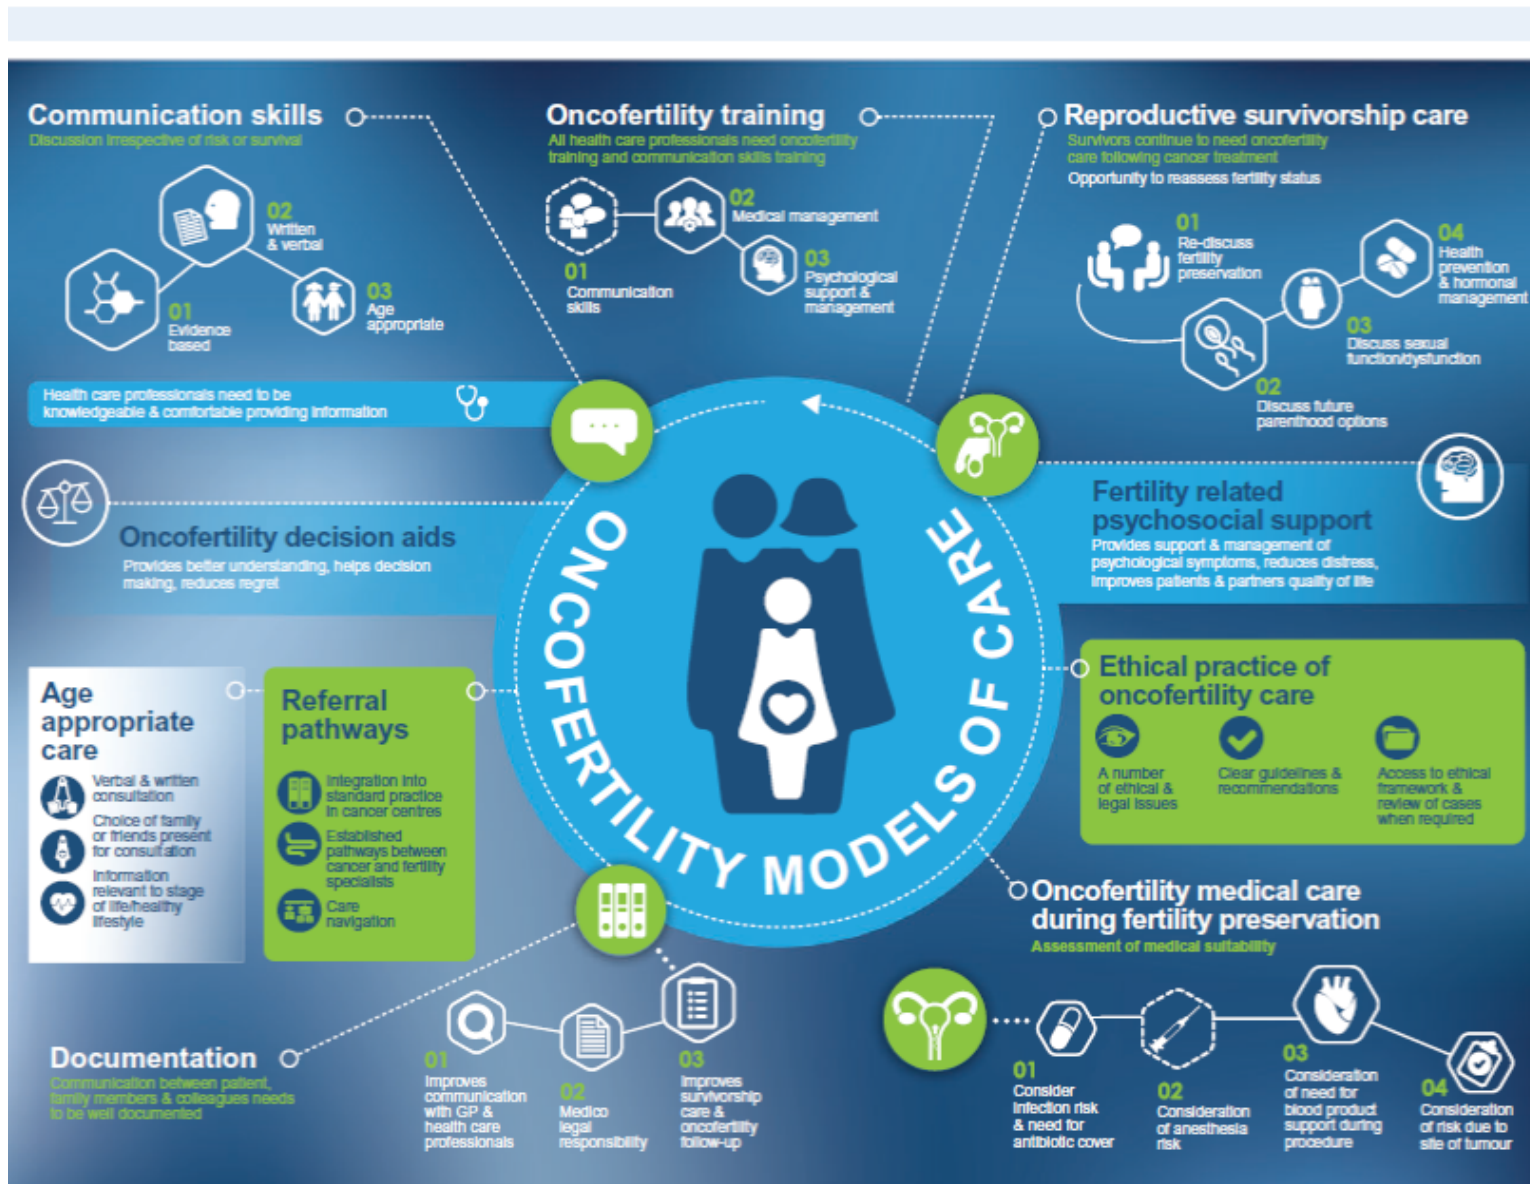 Communication skills
Discussion irrespective of risk or survival
01
Evidence
based
02
Written
& verbal
03
Age
appropriate
Health care professionals need to be
knowledgeable & comfortable providing information
Oncofertility training
All health care professionals need oncofertility
training and communication skills training
01
Communication
skills
02
Medical management
03
Psychological
support &
management
Reproductive survivorship care
Survivors continue to need oncofertility
care following cancer treatment
Opportunity to reassess fertility status
01
Re-discuss
fertility
preservation
02
Discuss future
parenthood options
03
Discuss sexual
function/dysfunction
04
Health
prevention
& hormonal
management
Oncofertility decision aids
Provides better understanding, helps decision
making, reduces regret
ONCOFERTILITY MODELS OF CARE
Fertility related
psychosocial support
Provides support & management of
psychological symptoms, reduces distress,
improves patients & partners quality of life
Age
appropriate
care
Verbal & written
consultation
Choice of family
or friends present
for consultation
Information
relevant to stage
of life/healthy
lifestyle
Referral
pathways
Integration into
standard practice
in cancer centres
Established
pathways between
cancer and fertility
specialists
Care
navigation
Ethical practice of
oncofertility care
A number
of ethical &
legal issues
Clear guidelines &
recommendations
Access to ethical
framework &
review of cases
when required
Documentation
Communication between patient,
family members & colleagues needs
to be well documented
01
Improves
communication
with GP &
health care
professionals
02
Medico
legal
responsibility
03
Improves
survivorship
care &
oncofertility
follow-up
Oncofertility medical care
during fertility preservation
Assessment of medical suitability
01
Consider
infection risk
& need for
antibiotic cover
02
Consideration
of anesthesia
risk
03
Consideration
of need for
blood product
support during
procedure
04
Consideration
of risk due to
site of tumour